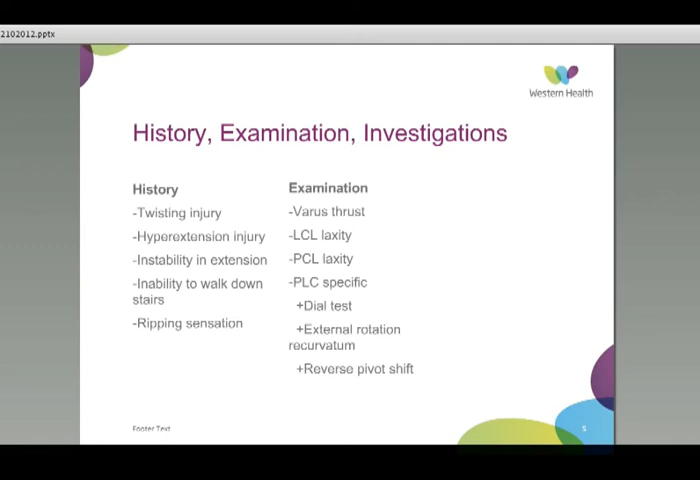 2102012.pptx
Western Health
History, Examination, Investigations
History
-Twisting injury
-Hyperextension injury
-Instability in extension
-Inability to walk down
stairs
-Ripping sensation
Examination
-Varus thrust
-LCL laxity
-PCL laxity
-PLC specific
+Dial test
+External rotation
recurvatum
+Reverse pivot shift
Footer Text
5